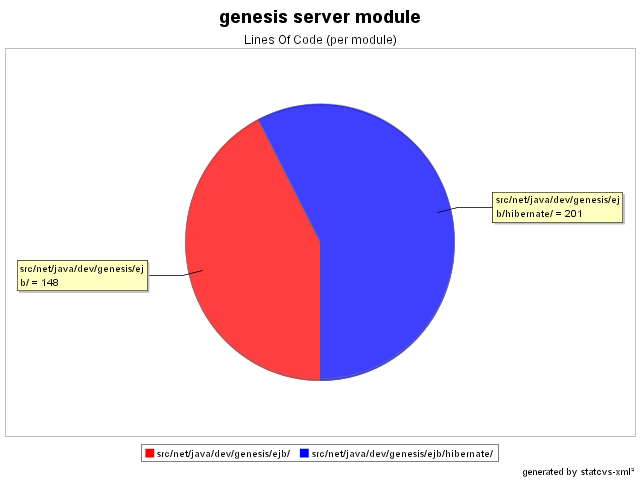 genesis server module
Lines Of Code (per module)
src/net/java/dev/genesis/ej
b/hibernate/ = 201
src/net/java/dev/genesis/ej
b/ = 148
src/net/java/dev/genesis/ejb/ src/net/java/dev/genesis/ejb/hibernate/
generated by statcvs-xml²